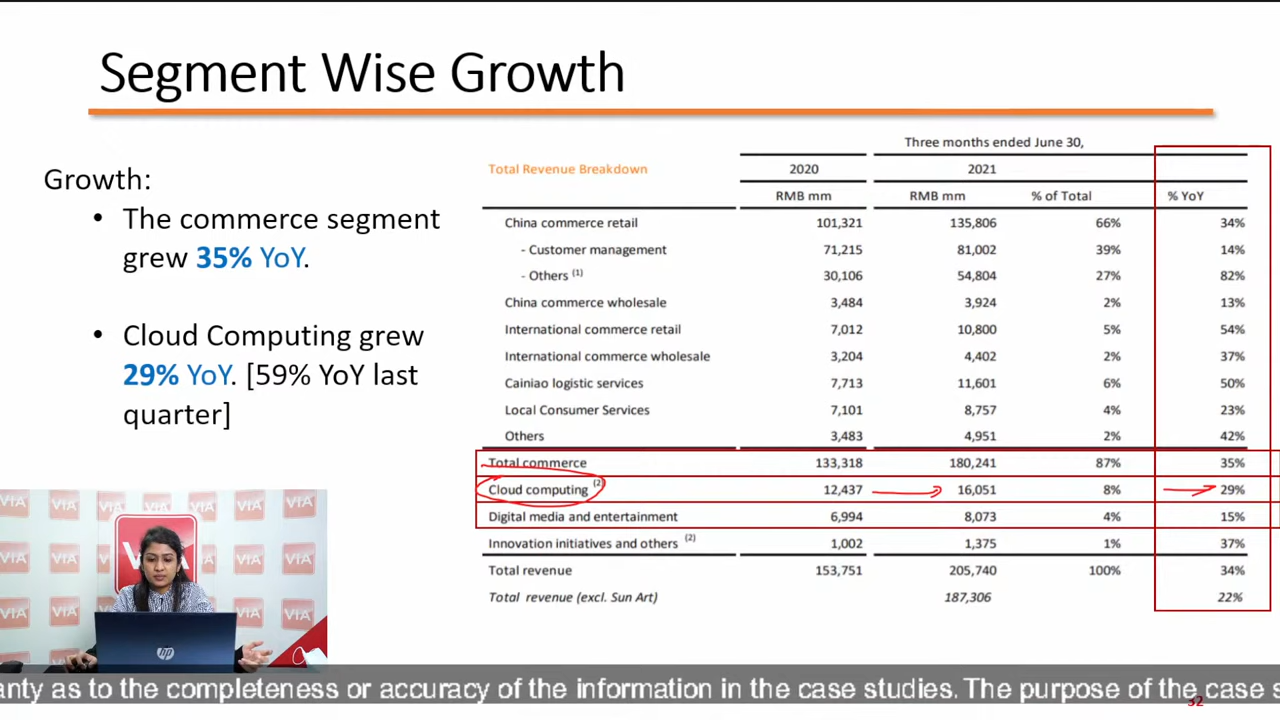 Segment Wise Growth
Growth:
• The commerce segment
grew 35% YoY.
• Cloud Computing grew
29% YoY. [59% YoY last
quarter]
Three months ended June 30,
Total Revenue Breakdown 2020 2021
RMB mm RMB mm % of Total % YoY
China commerce retail 101,321 135,806 66% 34%
- Customer management 71,215 81,002 39% 14%
- Others (1) 30,106 54,804 27% 82%
China commerce wholesale 3,484 3,924 2% 13%
International commerce retail 7,012 10,800 5% 54%
International commerce wholesale 3,204 4,402 2% 37%
Cainiao logistic services 7,713 11,601 6% 50%
Local Consumer Services 7,101 8,757 4% 23%
Others 3,483 4,951 2% 42%
Total commerce 133,318 180,241 87% 35%
Cloud computing (2) 12,437 16,051 8% 29%
Digital media and entertainment 6,994 8,073 4% 15%
Innovation initiatives and others (2) 1,002 1,375 1% 37%
Total revenue 153,751 205,740 100% 34%
Total revenue (excl. Sun Art) 187,306 22%
VIA VIA VIA VIA VIA
hp
anty as to the completeness or accuracy of the information in the case studies. The purpose of the case s
32